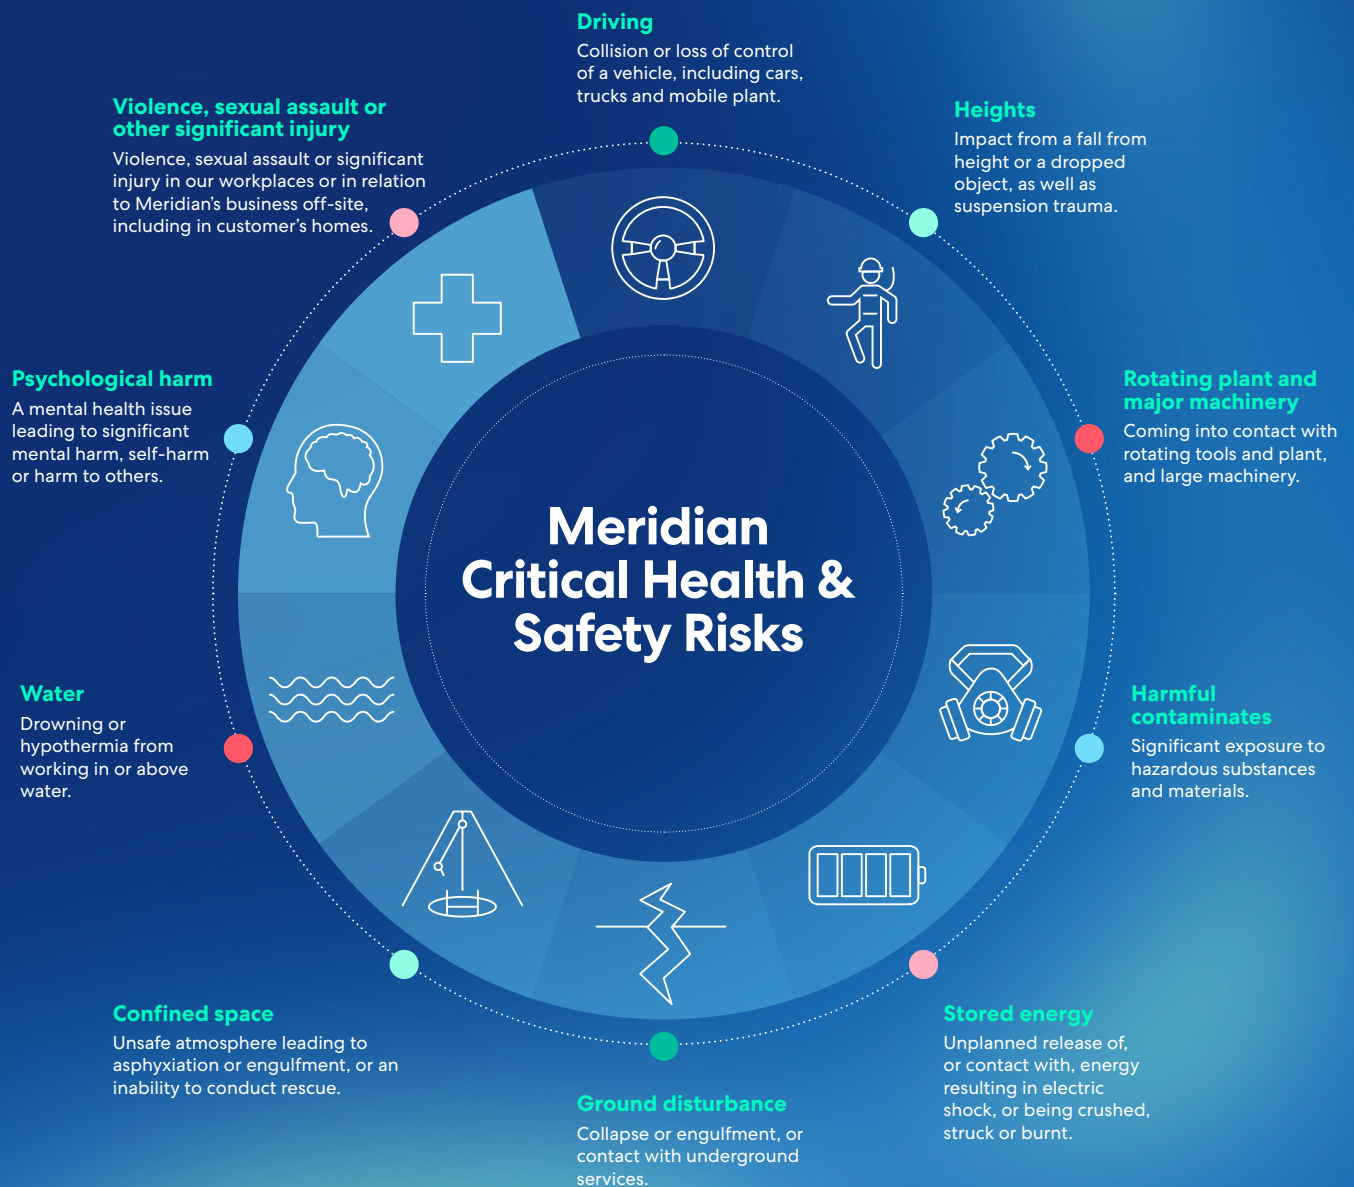 Driving
Collision or loss of control
of a vehicle, including cars,
trucks and mobile plant.
Heights
Impact from a fall from
height or a dropped
object, as well as
suspension trauma.
Rotating plant and
major machinery
Coming into contact with
rotating tools and plant,
and large machinery.
Harmful
contaminates
Significant exposure to
hazardous substances
and materials.
Stored energy
Unplanned release of,
or contact with, energy
resulting in electric
shock, or being crushed,
struck or burnt.
Ground disturbance
Collapse or engulfment, or
contact with underground
services.
Confined space
Unsafe atmosphere leading to
asphyxiation or engulfment, or an
inability to conduct rescue.
Water
Drowning or
hypothermia from
working in or above
water.
Psychological harm
A mental health issue
leading to significant
mental harm, self-harm
or harm to others.
Violence, sexual assault or
other significant injury
Violence, sexual assault or significant
injury in our workplaces or in relation
to Meridian's business off-site,
including in customer's homes.
Meridian
Critical Health &
Safety Risks